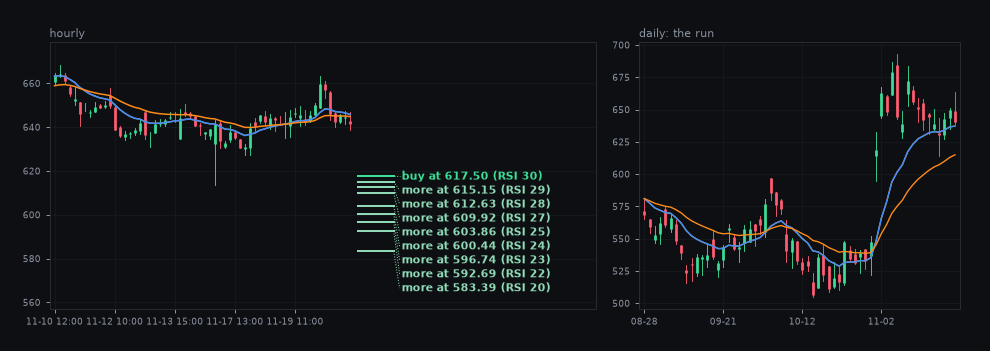 hourly
660
640
620
600
580
560
11-10 12:00
11-12 10:00
11-13 15:00
11-17 13:00
11-19 11:00
buy at 617.50 (RSI 30)
more at 615.15 (RSI 29)
more at 612.63 (RSI 28)
more at 609.92 (RSI 27)
more at 603.86 (RSI 25)
more at 600.44 (RSI 24)
more at 596.74 (RSI 23)
more at 592.69 (RSI 22)
more at 583.39 (RSI 20)
daily: the run
700
675
650
625
600
575
550
525
500
08-28
09-21
10-12
11-02